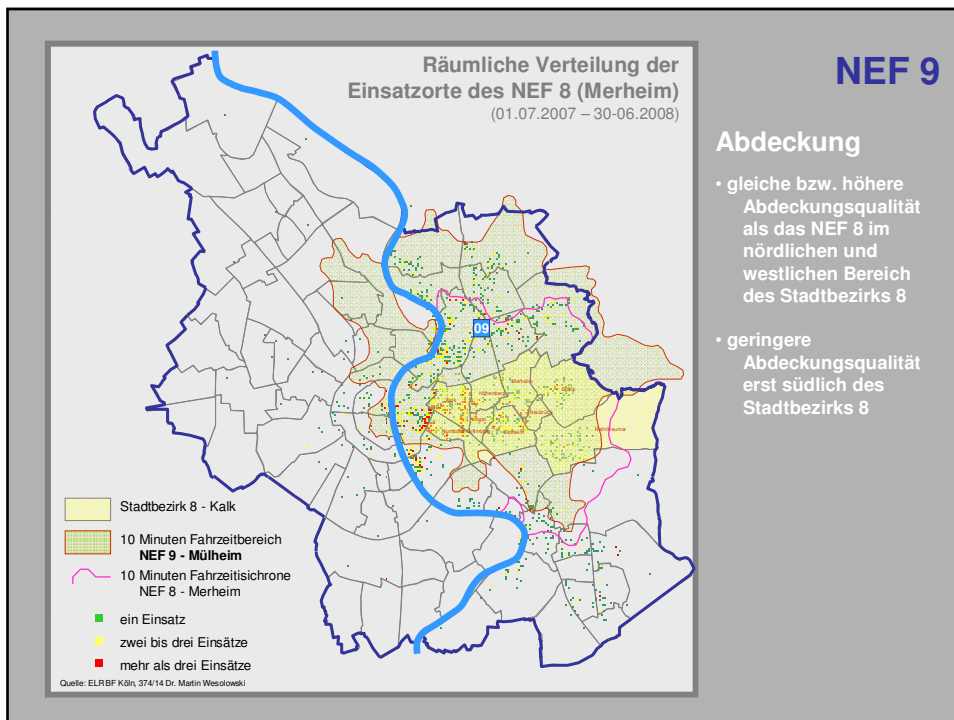 Räumliche Verteilung der
Einsatzorte des NEF 8 (Merheim)
(01.07.2007 – 30-06.2008)
NEF 9
Abdeckung
• gleiche bzw. höhere
Abdeckungsqualität
als das NEF 8 im
nördlichen und
westlichen Bereich
des Stadtbezirks 8
• geringere
Abdeckungsqualität
erst südlich des
Stadtbezirks 8
09
Merheim
Höhenberg
Stadtbezirk 8 - Kalk
10 Minuten Fahrzeitbereich
NEF 9 - Mülheim
10 Minuten Fahrzeitisichrone
NEF 8 - Merheim
ein Einsatz
zwei bis drei Einsätze
mehr als drei Einsätze
Quelle: ELRBF Köln, 374/14 Dr. Martin Wesolowski